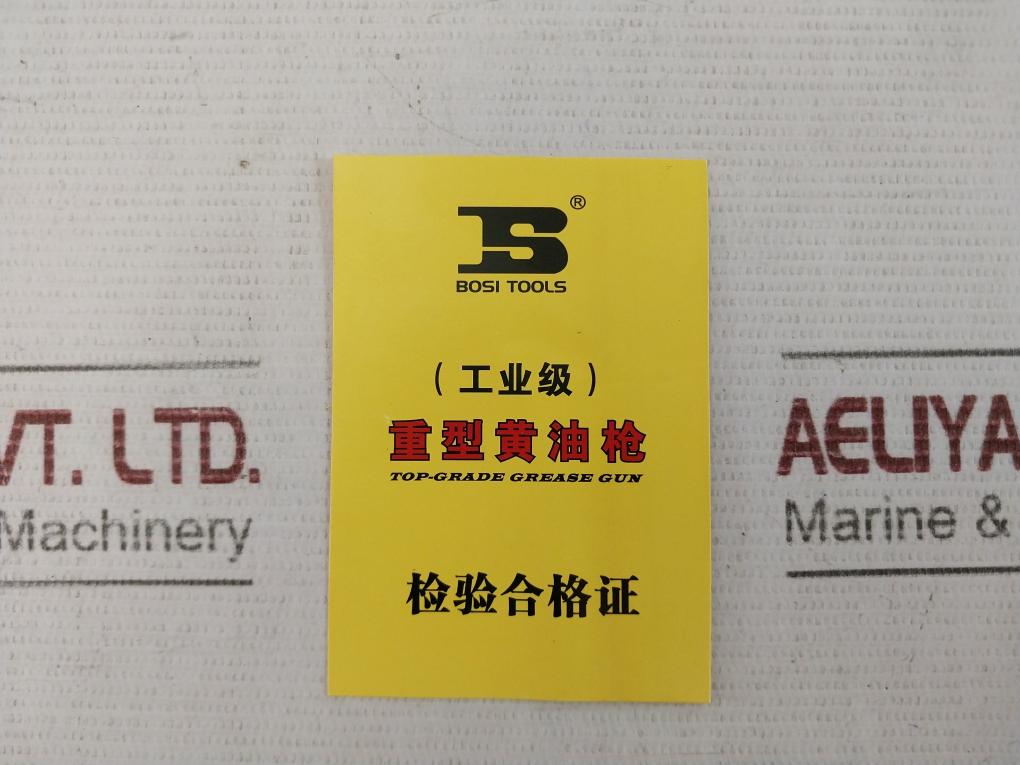 ®
BOSI TOOLS
（工业级）
重型黄油枪
TOP-GRADE GREASE GUN
检验合格证
VT. LTD.
Machinery
AELIYA
Marine &